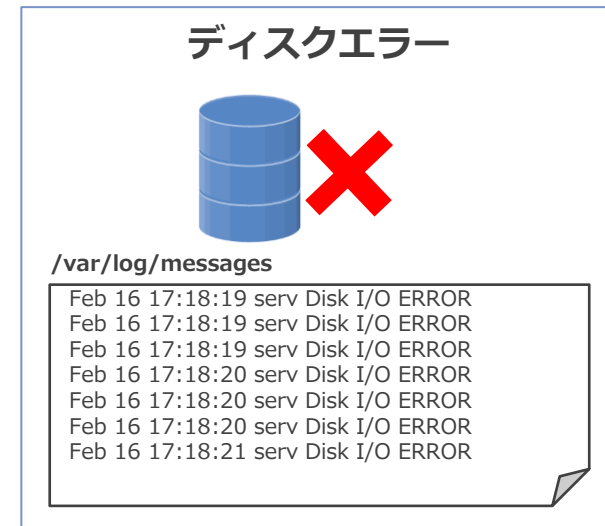 ディスクエラー
/var/log/messages
Feb 16 17:18:19 serv Disk I/O ERROR
Feb 16 17:18:19 serv Disk I/O ERROR
Feb 16 17:18:19 serv Disk I/O ERROR
Feb 16 17:18:20 serv Disk I/O ERROR
Feb 16 17:18:20 serv Disk I/O ERROR
Feb 16 17:18:20 serv Disk I/O ERROR
Feb 16 17:18:21 serv Disk I/O ERROR